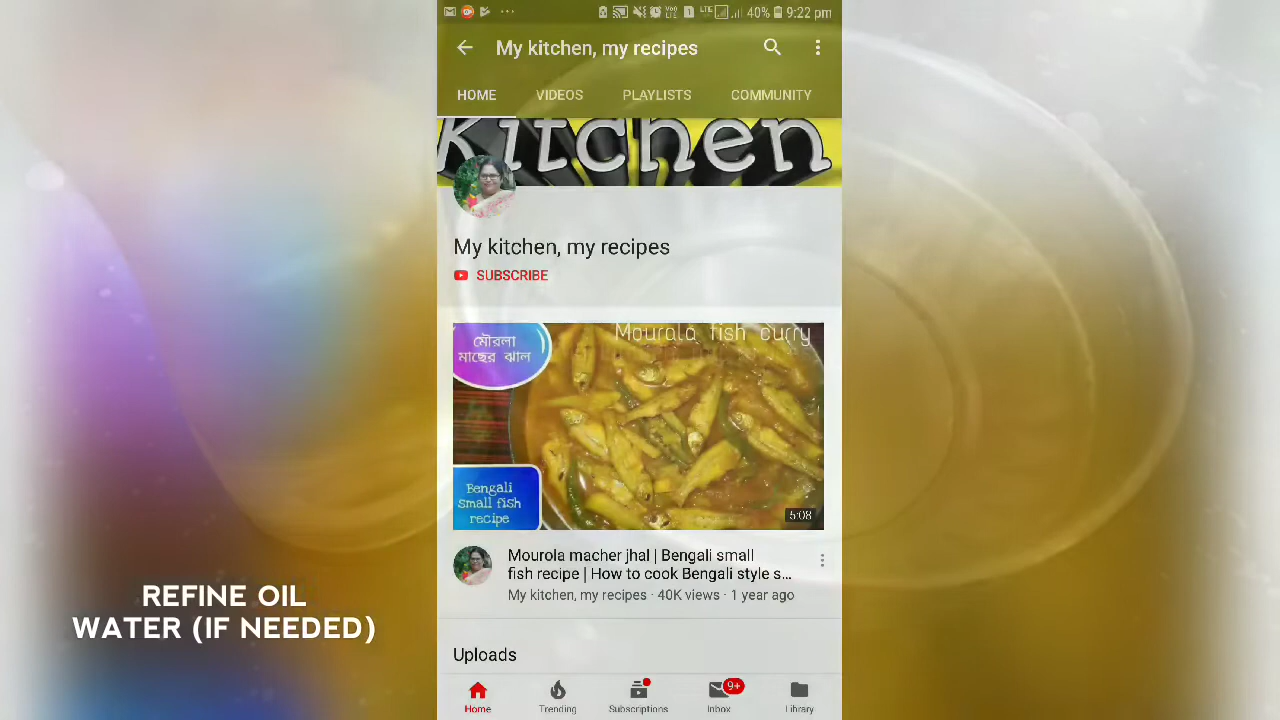 40% 9:22 pm
My kitchen, my recipes
HOME VIDEOS PLAYLISTS COMMUNITY
Kitchen
My kitchen, my recipes
SUBSCRIBE
Mourala fish curry
মৌরলা
মাছের ঝাল
Bengali
small fish
recipe
5:08
Mourola macher jhal | Bengali small
fish recipe | How to cook Bengali style s...
My kitchen, my recipes · 40K views · 1 year ago
REFINE OIL
WATER (IF NEEDED)
Uploads
9+
Home Trending Subscriptions Inbox Library